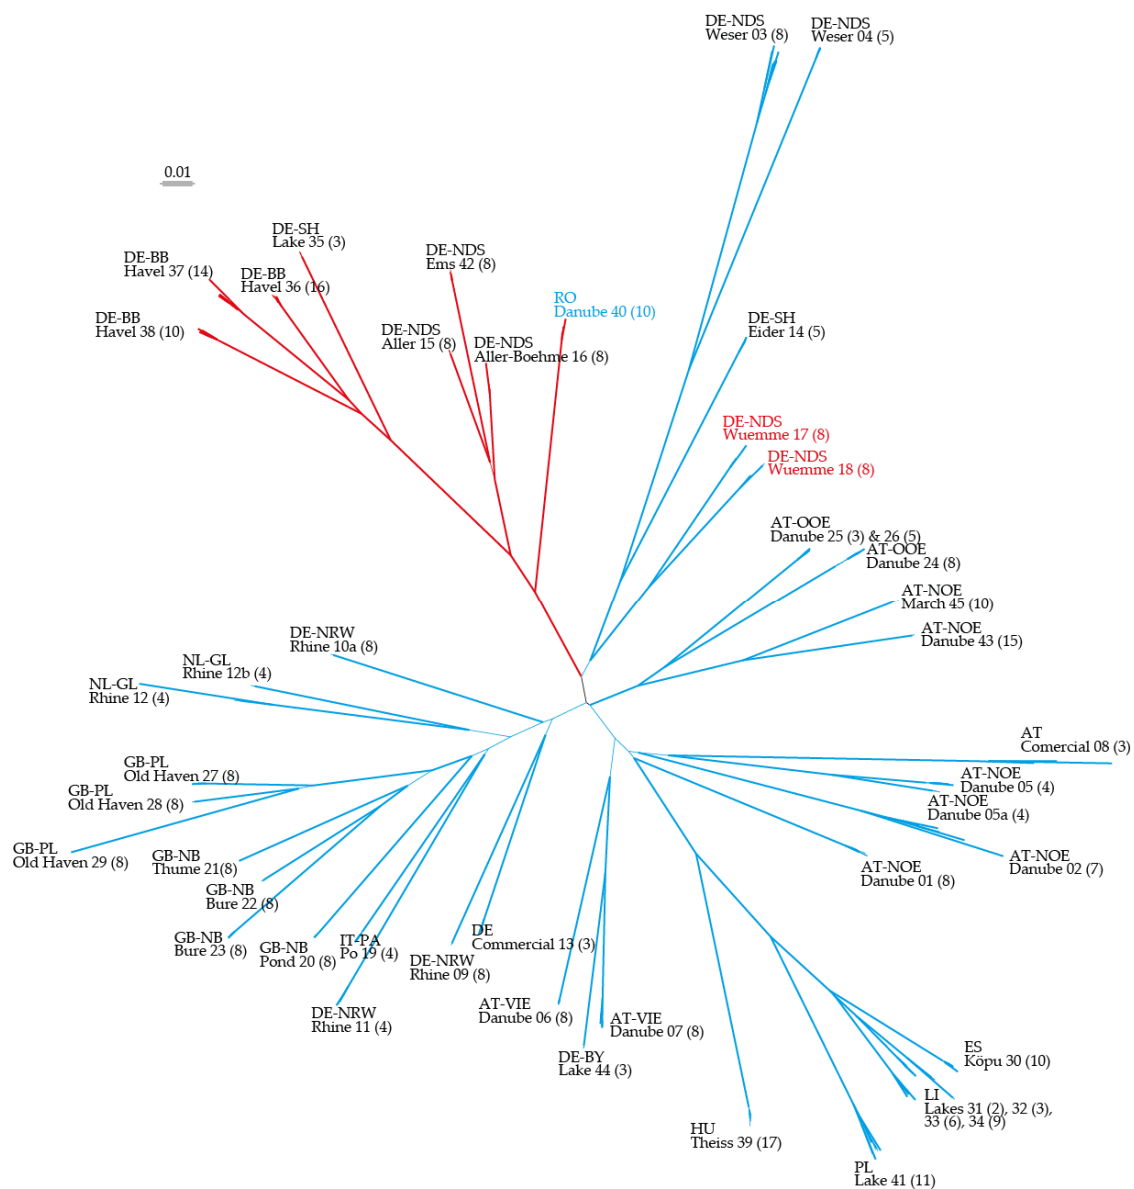 DE-NDS
Weser 03 (8)
DE-NDS
Weser 04 (5)
0.01
DE-SH
Lake 35 (3)
DE-BB
Havel 37 (14)
DE-BB
Havel 36 (16)
DE-BB
Havel 38 (10)
DE-NDS
Ems 42 (8)
RO
Danube 40 (10)
DE-NDS
Aller 15 (8)
DE-NDS
Aller-Boehme 16 (8)
DE-SH
Eider 14 (5)
DE-NDS
Wuemme 17 (8)
DE-NDS
Wuemme 18 (8)
AT-OOE
Danube 25 (3) & 26 (5)
AT-OOE
Danube 24 (8)
AT-NOE
March 45 (10)
AT-NOE
Danube 43 (15)
DE-NRW
Rhine 10a (8)
NL-GL
Rhine 12b (4)
NL-GL
Rhine 12 (4)
AT
Comercial 08 (3)
GB-PL
Old Haven 27 (8)
GB-PL
Old Haven 28 (8)
GB-PL
Old Haven 29 (8)
AT-NOE
Danube 05 (4)
AT-NOE
Danube 05a (4)
AT-NOE
Danube 02 (7)
AT-NOE
Danube 01 (8)
GB-NB
Thume 21(8)
GB-NB
Bure 22 (8)
GB-NB
Bure 23 (8)
GB-NB
Pond 20 (8)
IT-PA
Po 19 (4)
DE-NRW
Rhine 11 (4)
DE-NRW
Rhine 09 (8)
DE
Commercial 13 (3)
AT-VIE
Danube 06 (8)
AT-VIE
Danube 07 (8)
DE-BY
Lake 44 (3)
ES
Köpu 30 (10)
LI
Lakes 31 (2), 32 (3),
33 (6), 34 (9)
HU
Theiss 39 (17)
PL
Lake 41 (11)